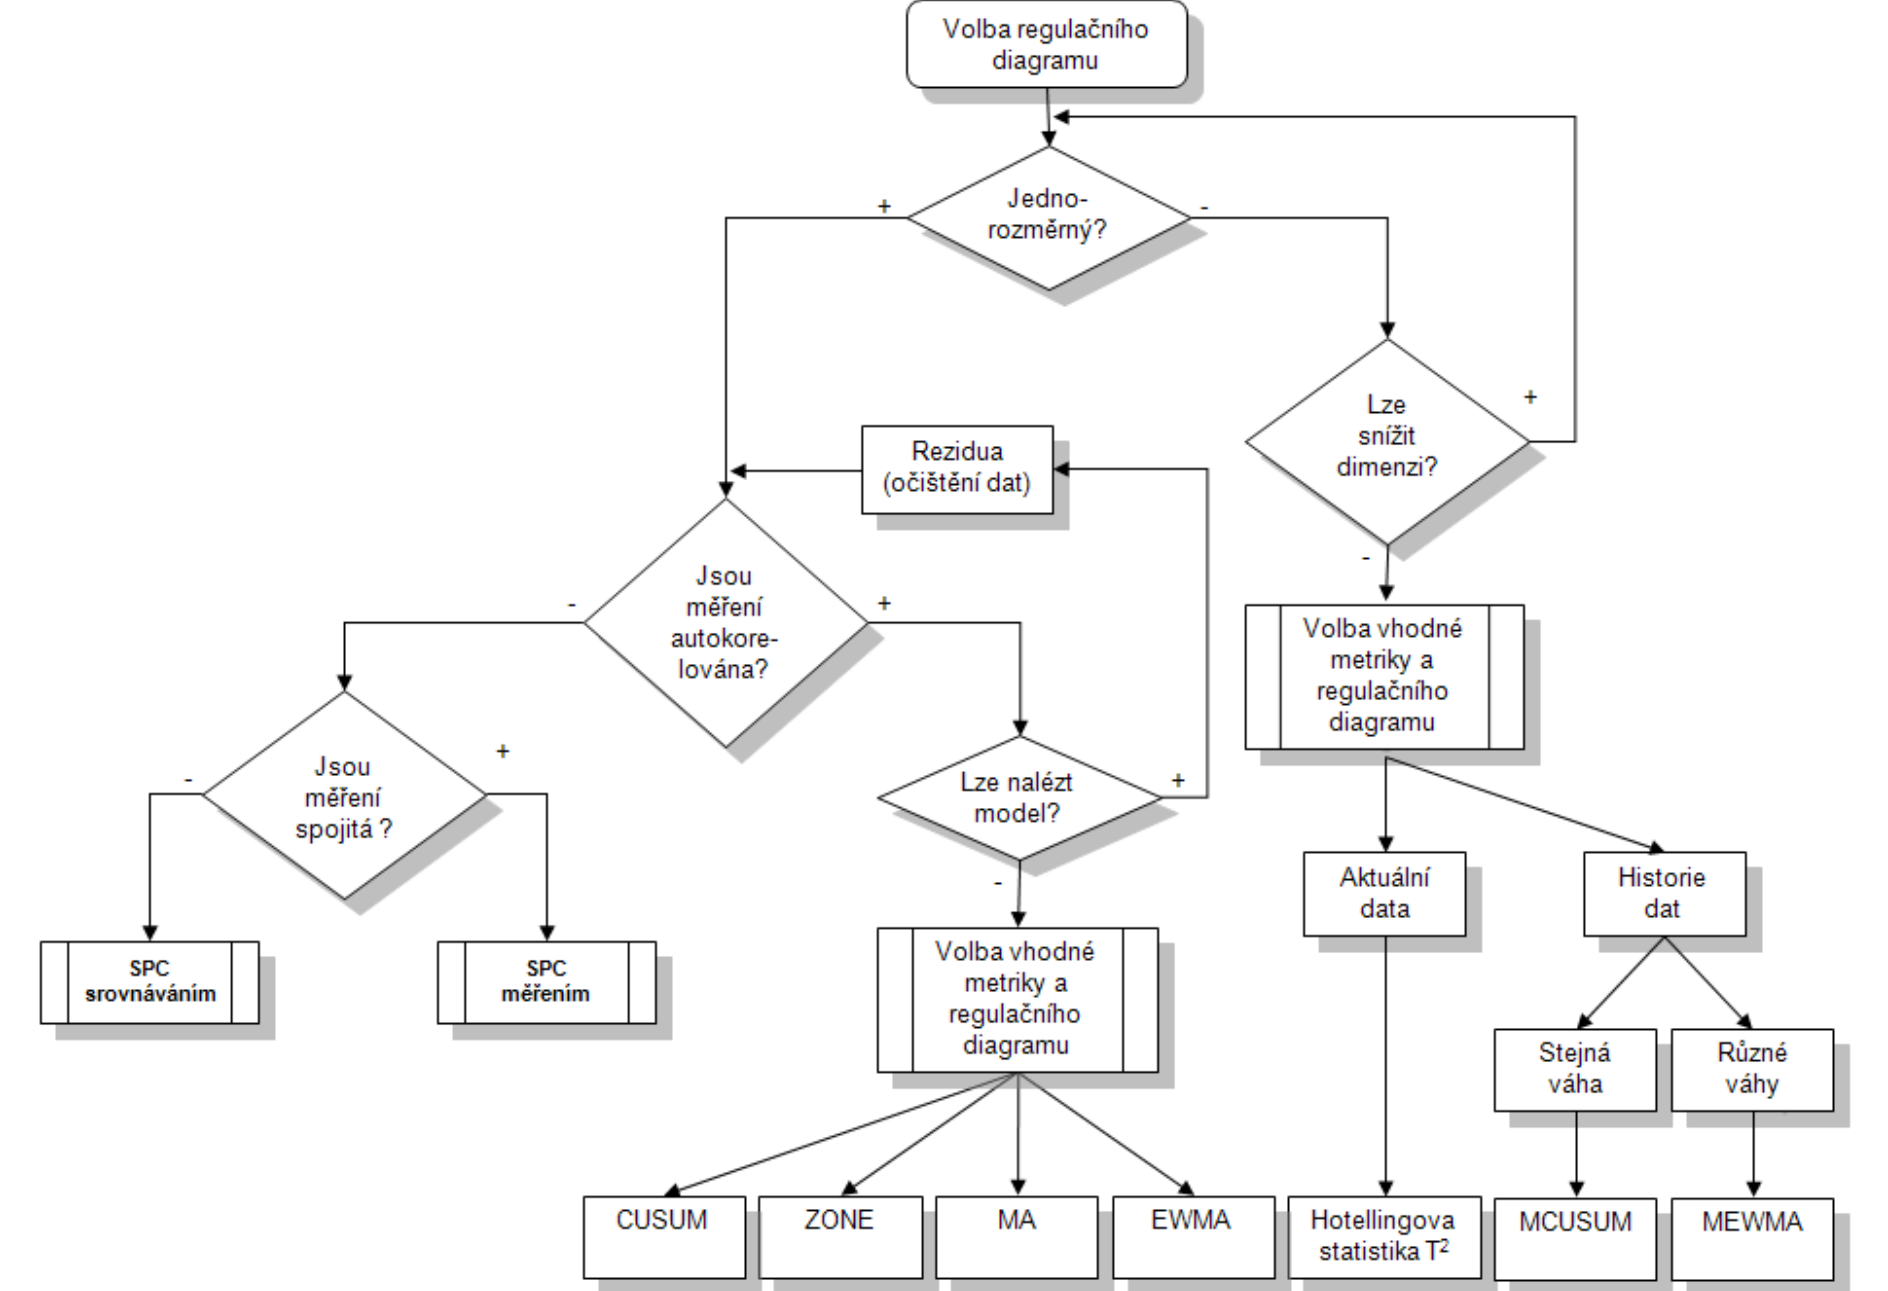 Volba regulačního
diagramu
Jedno-
rozměrný?
+
-
Lze
snížit
dimenzi?
+
-
Rezidua
(očištění dat)
Jsou
měření
autokore-
lována?
-
+
Volba vhodné
metriky a
regulačního
diagramu
Jsou
měření
spojitá ?
-
+
Lze nalézt
model?
+
-
Aktuální
data
Historie
dat
SPC
srovnáváním
SPC
měřením
Volba vhodné
metriky a
regulačního
diagramu
Stejná
váha
Různé
váhy
CUSUM
ZONE
MA
EWMA
Hotellingova
statistika T²
MCUSUM
MEWMA